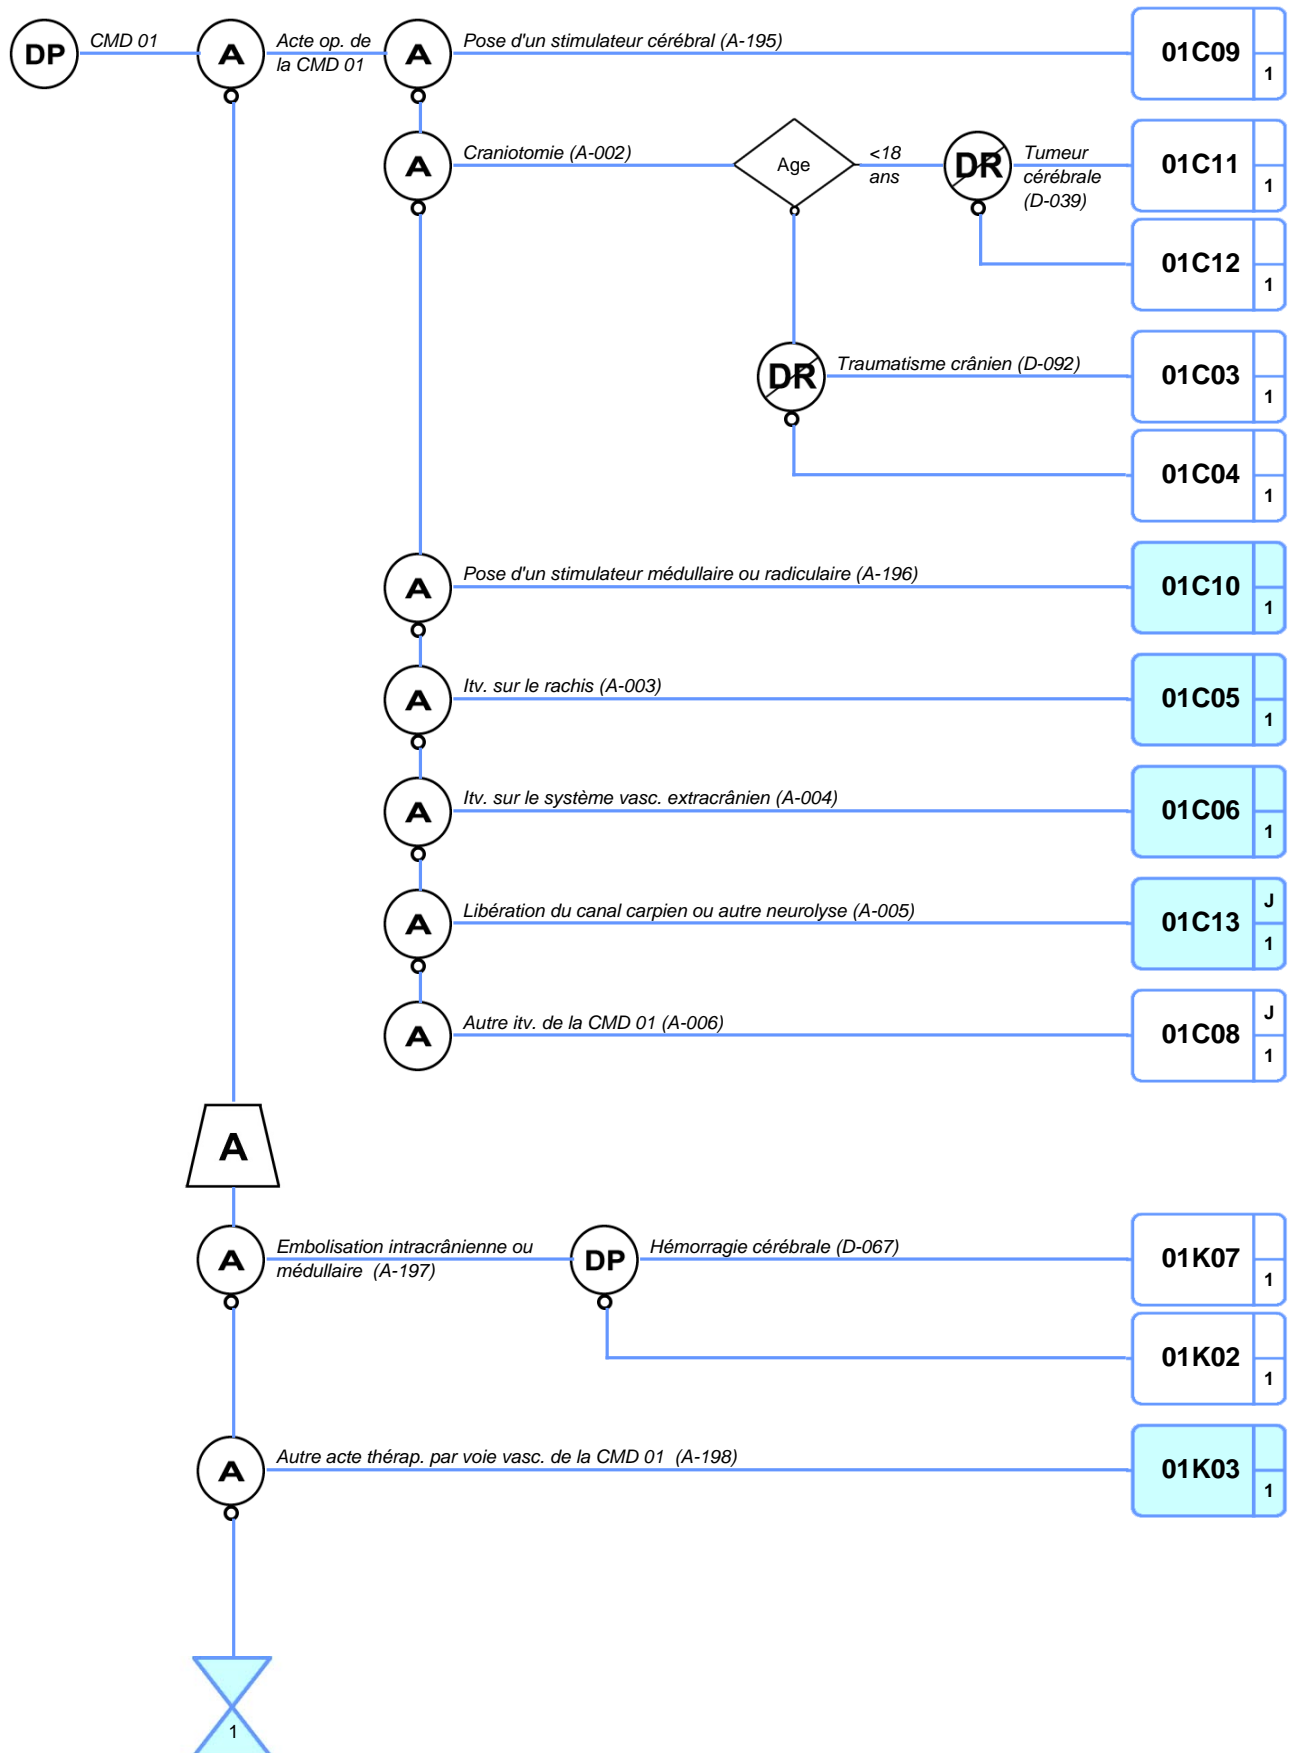 DP
CMD 01
A
Acte op. de
la CMD 01
A
Pose d'un stimulateur cérébral (A-195)
01C09
1
A
Craniotomie (A-002)
Age
<18
ans
DR
Tumeur
cérébrale
(D-039)
01C11
1
01C12
1
DR
Traumatisme crânien (D-092)
01C03
1
01C04
1
A
Pose d'un stimulateur médullaire ou radiculaire (A-196)
01C10
1
A
Itv. sur le rachis (A-003)
01C05
1
A
Itv. sur le système vasc. extracrânien (A-004)
01C06
1
A
Libération du canal carpien ou autre neurolyse (A-005)
01C13
J
1
A
Autre itv. de la CMD 01 (A-006)
01C08
J
1
A
A
Embolisation intracrânienne ou
médullaire (A-197)
DP
Hémorragie cérébrale (D-067)
01K07
1
01K02
1
A
Autre acte thérap. par voie vasc. de la CMD 01 (A-198)
01K03
1
1